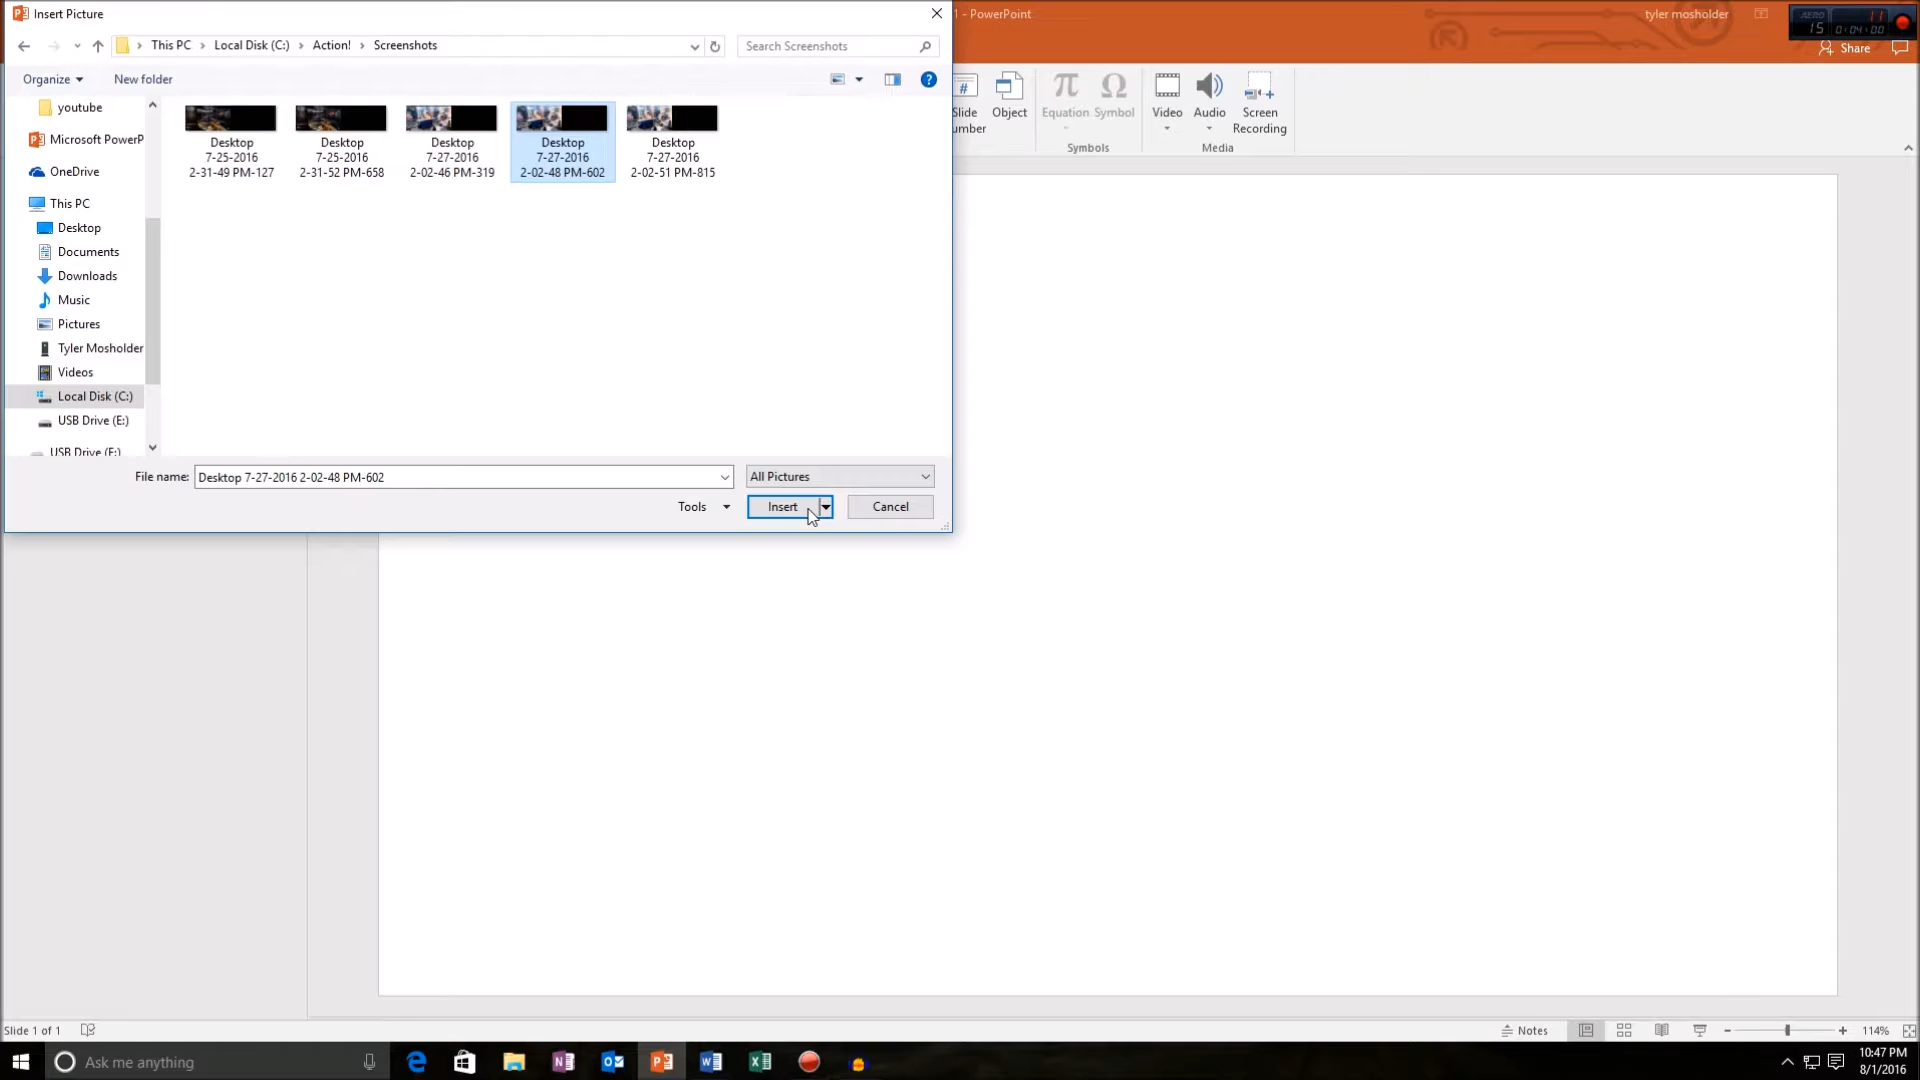 Insert Picture
1 - PowerPoint
tyler mosholder
This PC
Local Disk (C:)
Action!
Screenshots
Search Screenshots
Share
Organize
New folder
youtube
Microsoft PowerP
OneDrive
This PC
Desktop
Documents
Downloads
Music
Pictures
Tyler Mosholder
Videos
Local Disk (C:)
USB Drive (E:)
USB Drive (E:)
Desktop
7-25-2016
2-31-49 PM-127
Desktop
7-25-2016
2-31-52 PM-658
Desktop
7-27-2016
2-02-46 PM-319
Desktop
7-27-2016
2-02-48 PM-602
Desktop
7-27-2016
2-02-51 PM-815
Slide
umber
Object
Equation
Symbol
Symbols
Video
Audio
Screen
Recording
Media
File name:
Desktop 7-27-2016 2-02-48 PM-602
All Pictures
Tools
Insert
Cancel
Slide 1 of 1
Notes
114%
Ask me anything
10:47 PM
8/1/2016